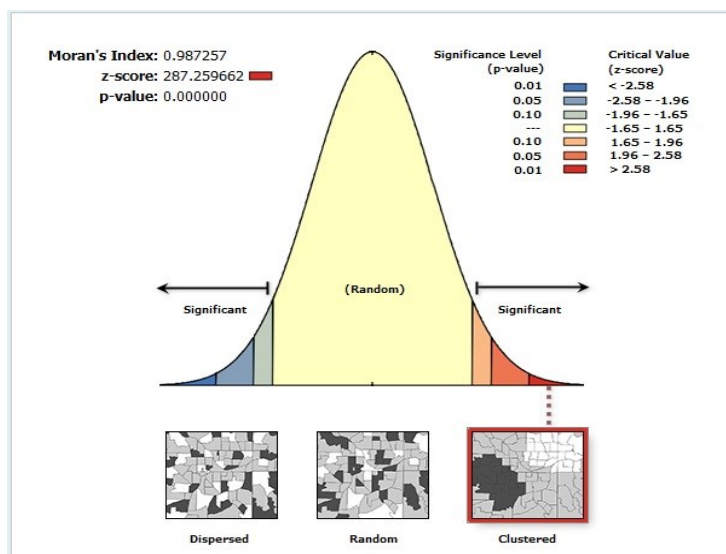 Moran's Index: 0.987257
z-score: 287.259662
p-value: 0.000000
Significance Level
(p-value)
Critical Value
(z-score)
0.01 < -2.58
0.05 -2.58 – -1.96
0.10 -1.96 – -1.65
--- -1.65 – 1.65
0.10 1.65 – 1.96
0.05 1.96 – 2.58
0.01 > 2.58
(Random)
Significant
Significant
Dispersed
Random
Clustered